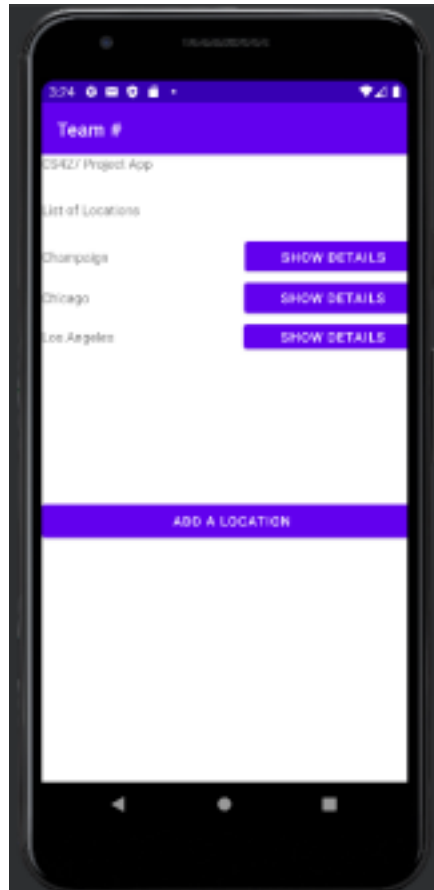 3:24
Team #
CS427 Project App
List of Locations
Champaign SHOW DETAILS
Chicago SHOW DETAILS
Los Angeles SHOW DETAILS
ADD A LOCATION